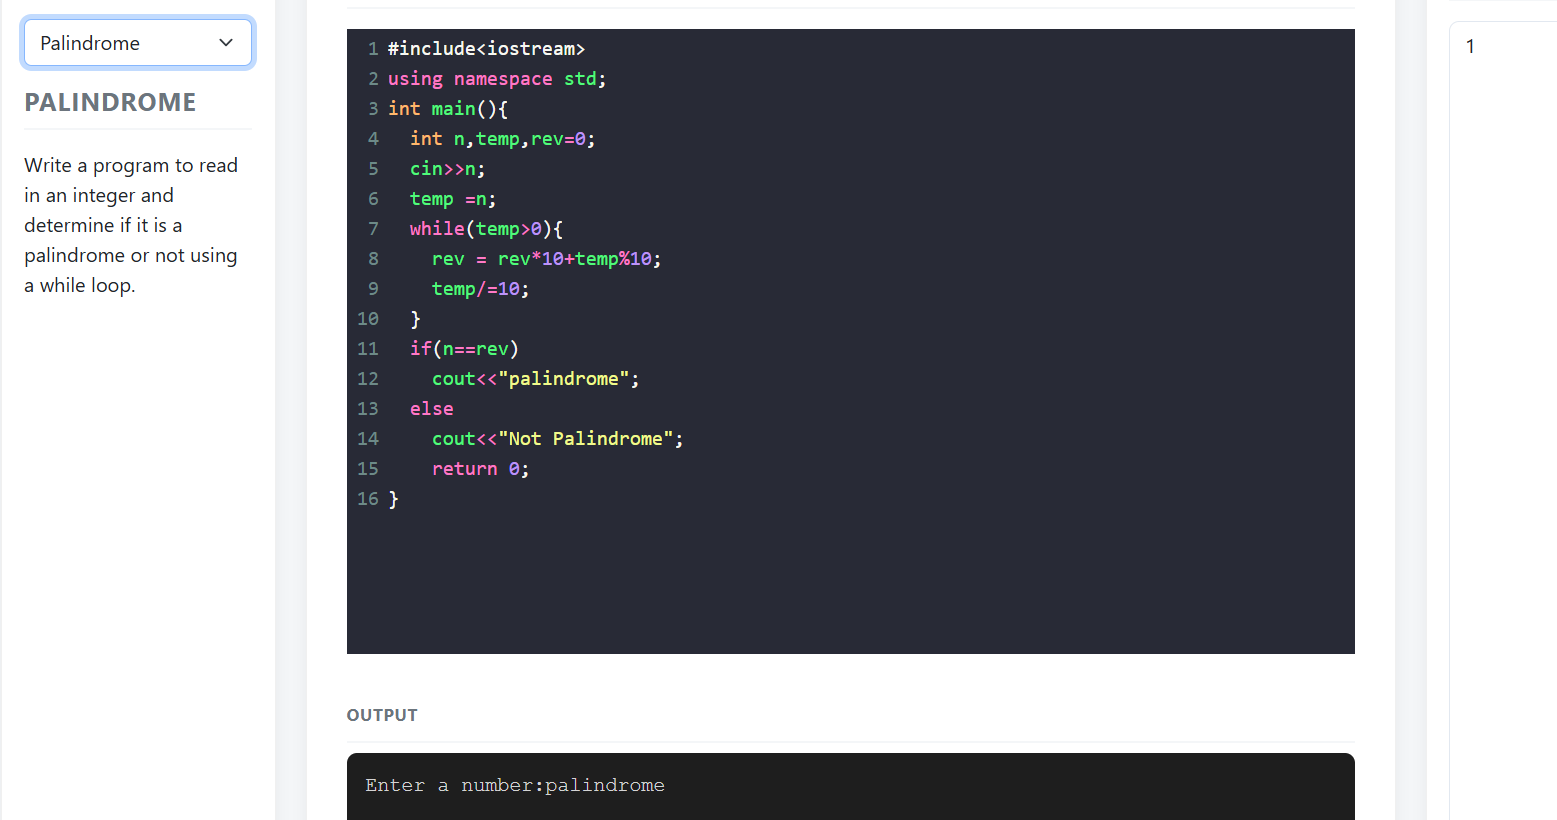 Palindrome
PALINDROME
Write a program to read
in an integer and
determine if it is a
palindrome or not using
a while loop.
1 #include<iostream>
2 using namespace std;
3 int main(){
4   int n,temp,rev=0;
5   cin>>n;
6   temp =n;
7   while(temp>0){
8     rev = rev*10+temp%10;
9     temp/=10;
10   }
11   if(n==rev)
12     cout<<"palindrome";
13   else
14     cout<<"Not Palindrome";
15     return 0;
16 }
OUTPUT
Enter a number:palindrome
1